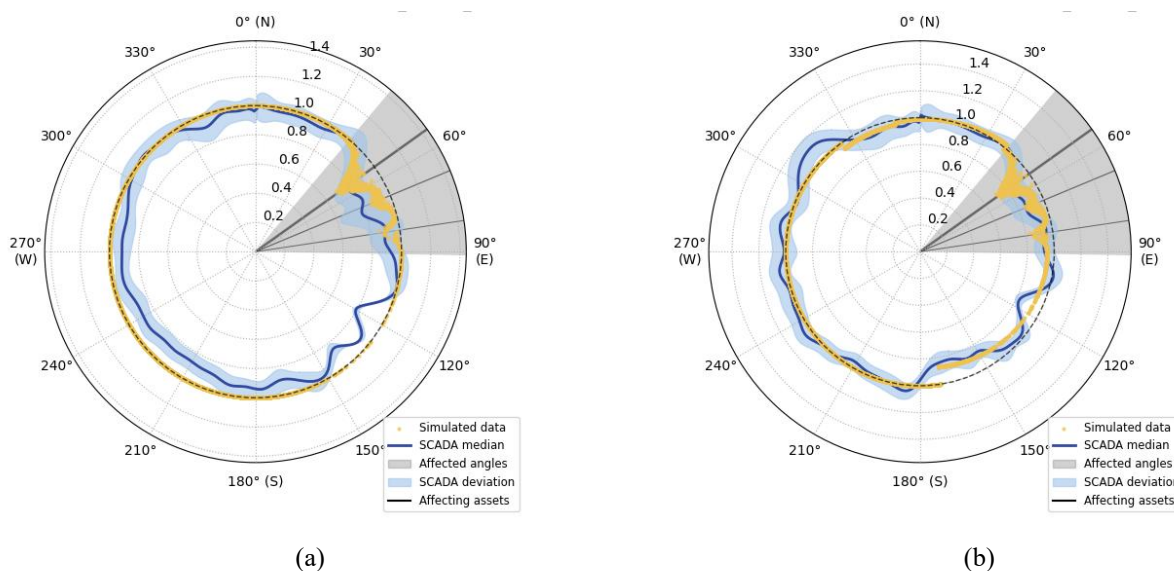 0° (N)
30°
60°
90°
(E)
120°
150°
180° (S)
210°
240°
270°
(W)
300°
330°
1.4
1.2
1.0
0.8
0.6
0.4
0.2
Simulated data
SCADA median
Affected angles
SCADA deviation
Affecting assets
(a)
0° (N)
30°
60°
90°
(E)
120°
150°
180° (S)
210°
240°
270°
(W)
300°
330°
1.4
1.2
1.0
0.8
0.6
0.4
0.2
Simulated data
SCADA median
Affected angles
SCADA deviation
Affecting assets
(b)